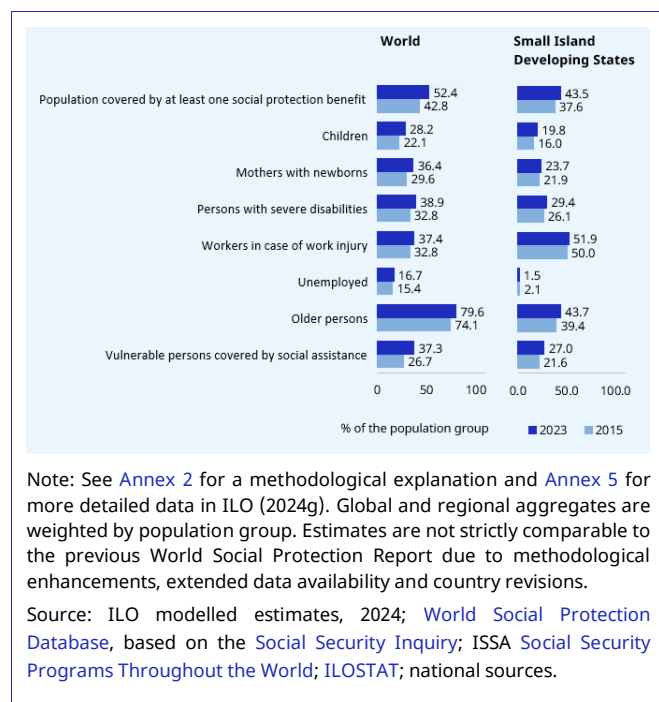 World
Small Island
Developing States
Population covered by at least one social protection benefit
52.4
42.8
43.5
37.6
Children
28.2
22.1
19.8
16.0
Mothers with newborns
36.4
29.6
23.7
21.9
Persons with severe disabilities
38.9
32.8
29.4
26.1
Workers in case of work injury
37.4
32.8
51.9
50.0
Unemployed
16.7
15.4
1.5
2.1
Older persons
79.6
74.1
43.7
39.4
Vulnerable persons covered by social assistance
37.3
26.7
27.0
21.6
0 50 100
0.0 50.0 100.0
% of the population group
2023 2015
Note: See Annex 2 for a methodological explanation and Annex 5 for
more detailed data in ILO (2024g). Global and regional aggregates are
weighted by population group. Estimates are not strictly comparable to
the previous World Social Protection Report due to methodological
enhancements, extended data availability and country revisions.
Source: ILO modelled estimates, 2024; World Social Protection
Database, based on the Social Security Inquiry; ISSA Social Security
Programs Throughout the World; ILOSTAT; national sources.